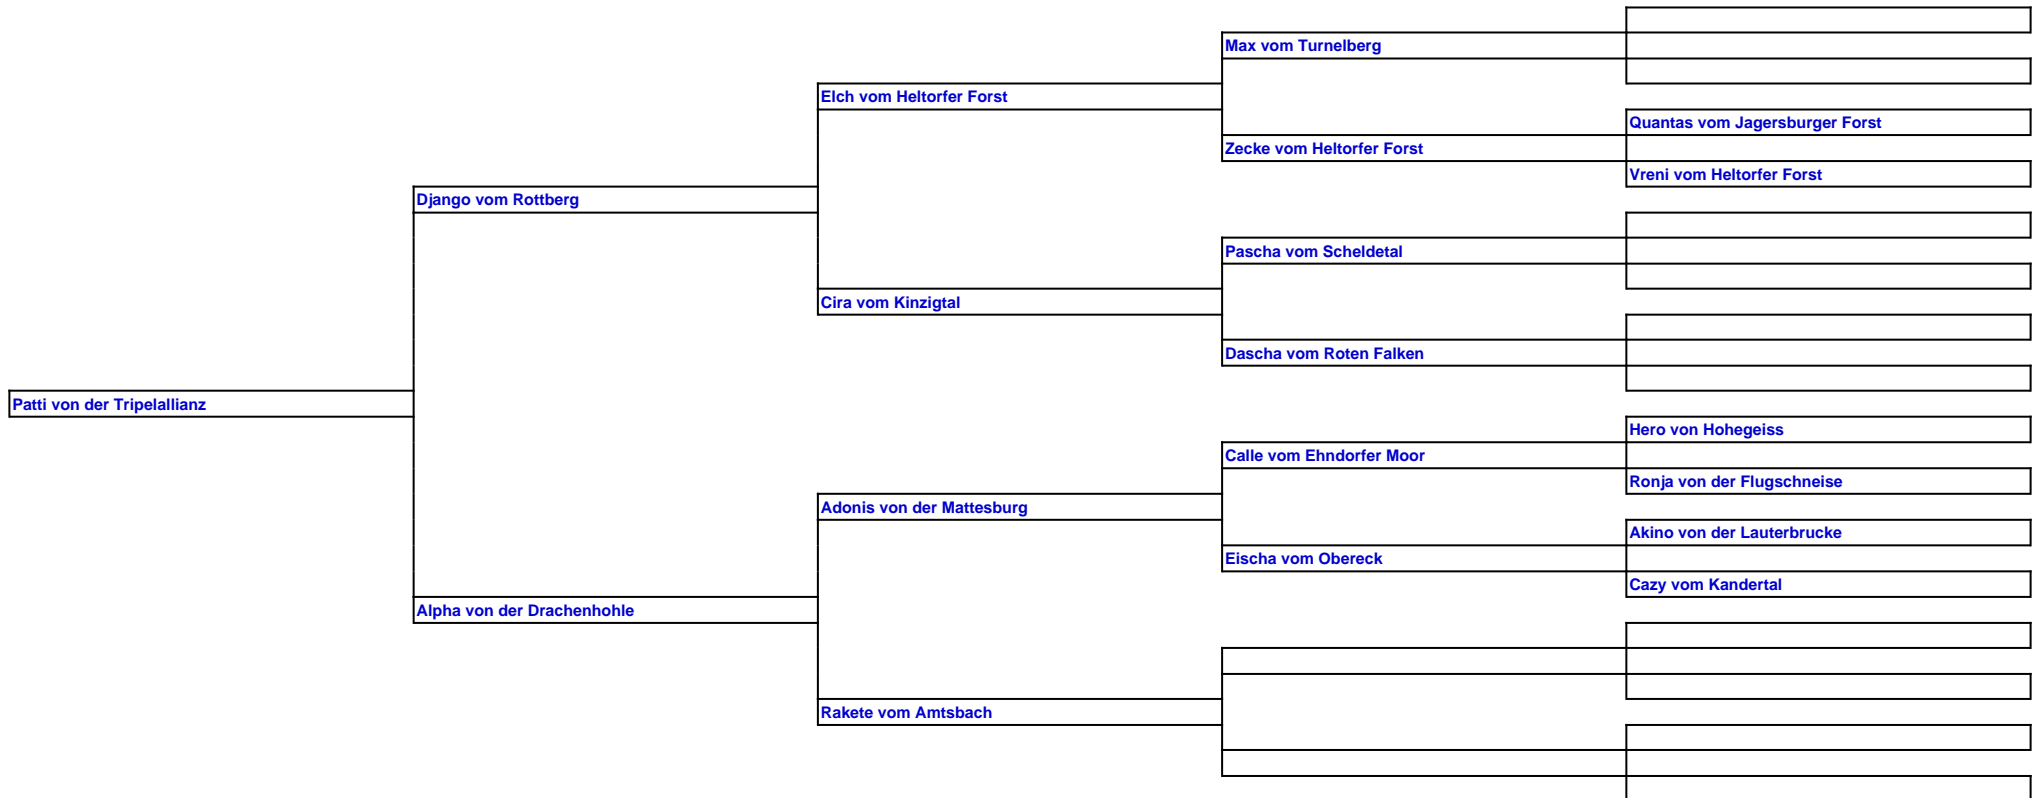 Max vom Turnelberg
Elch vom Heltorfer Forst
Quantas vom Jagersburger Forst
Zecke vom Heltorfer Forst
Vreni vom Heltorfer Forst
Django vom Rottberg
Pascha vom Scheldetal
Cira vom Kinzigtal
Dascha vom Roten Falken
Patti von der Tripelallianz
Hero von Hohegeiss
Calle vom Ehndorfer Moor
Ronja von der Flugschneise
Adonis von der Mattesburg
Akino von der Lauterbrucke
Eischa vom Obereck
Cazy vom Kandertal
Alpha von der Drachenhohle
Rakete vom Amtsbach